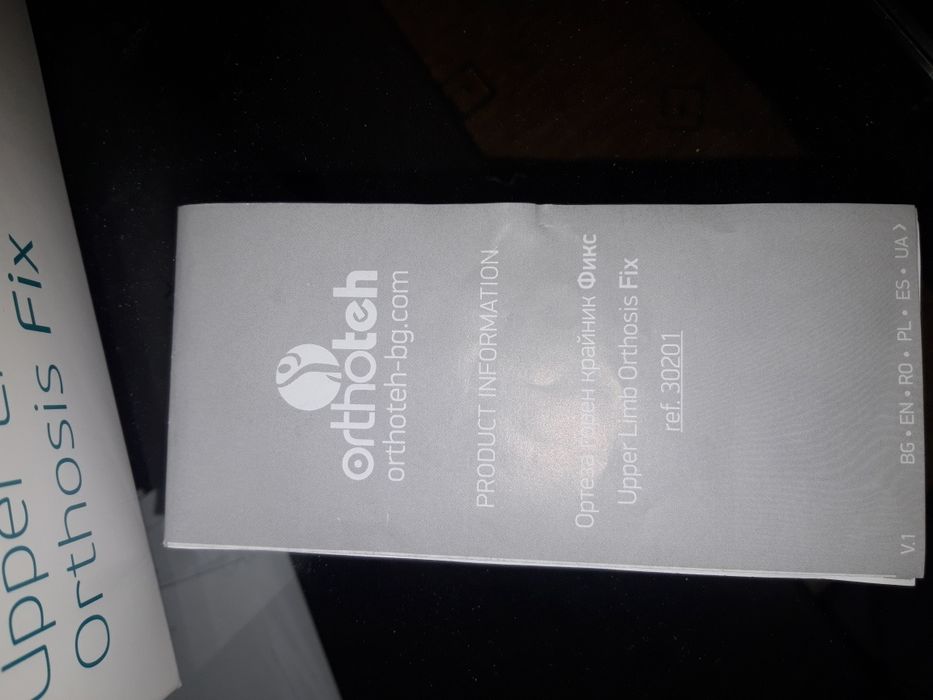 Upper
Orthosis Fix
orthoteh
orthoteh-bg.com
PRODUCT INFORMATION
Ортеза горен крайник Фикс
Upper Limb Orthosis Fix
ref. 30201
V.1 BG • EN • RO • PL • ES • UA >